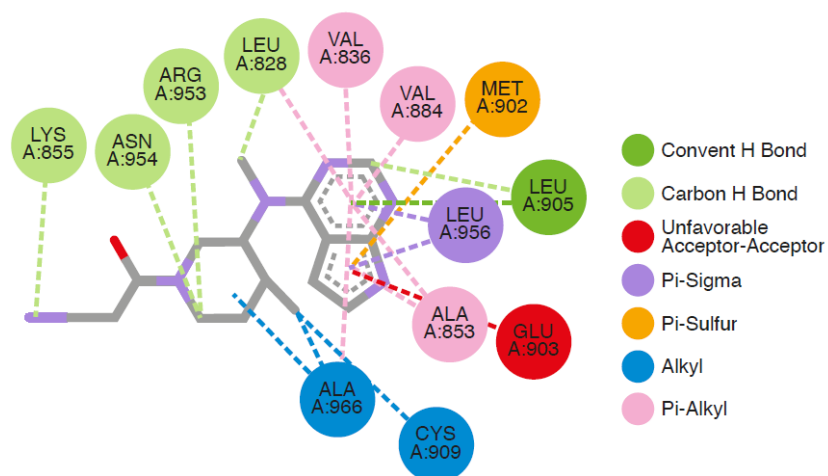 LEU
A:828
VAL
A:836
ARG
A:953
VAL
A:884
MET
A:902
LYS
A:855
ASN
A:954
LEU
A:905
LEU
A:956
ALA
A:853
GLU
A:903
ALA
A:966
CYS
A:909
Convent H Bond
Carbon H Bond
Unfavorable
Acceptor-Acceptor
Pi-Sigma
Pi-Sulfur
Alkyl
Pi-Alkyl